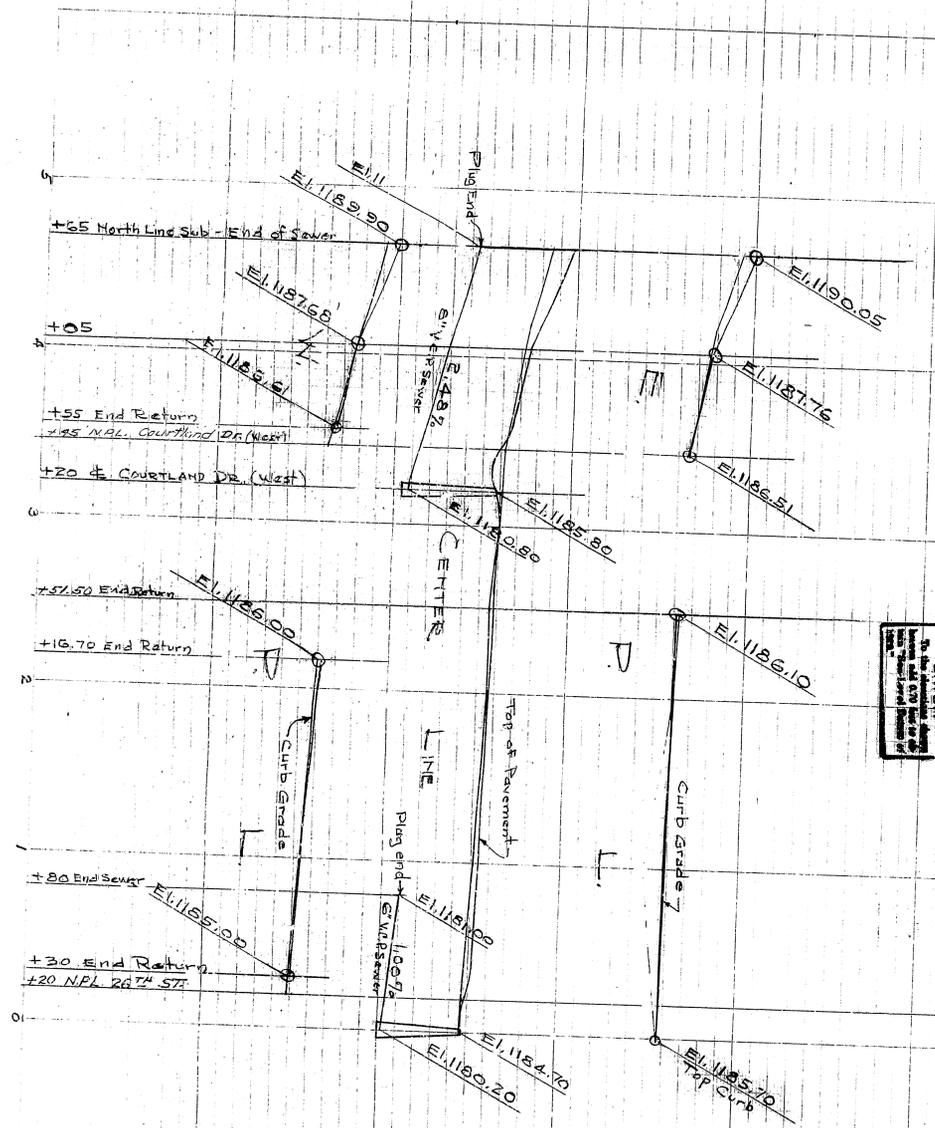 5
+65 North Line Sub - End of Sewer
El. 1189.90
El. 11
Plug End
El. 1190.05
El. 1187.68
+05
4
El. 1187.76
El. 1186.61
W.
8" V.C.P. Sewer
2.48%
+55 End Return
+45 N.P.L. Courtland Dr. (West)
El. 1186.51
+20 ℄ COURTLAND DR. (West)
3
El. 1180.80
El. 1185.80
CENTER
+51.50 End Return
El. 1186.00
El. 1186.10
+16.70 End Return
P.
P.
2
Top of Pavement
LINE
Curb Grade
Curb Grade
L
L.
1
+80 End Sewer
Plug end
El. 1181.00
El. 1185.00
1.00%
+30 End Return
+20 N.P.L. 26TH ST.
0
El. 1184.70
El. 1180.20
El. 1185.70
Top Curb
To the elevations shown